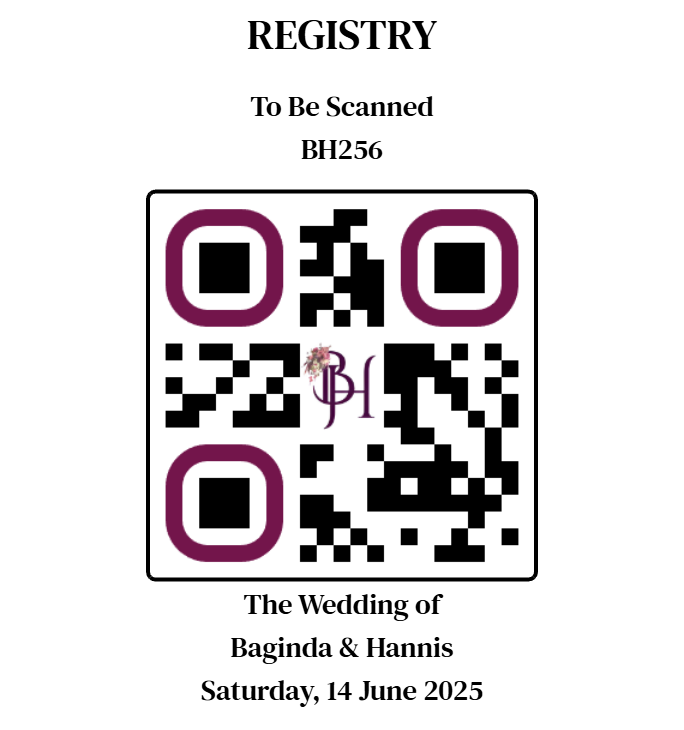 REGISTRY
To Be Scanned
BH256
BH
The Wedding of
Baginda & Hannis
Saturday, 14 June 2025